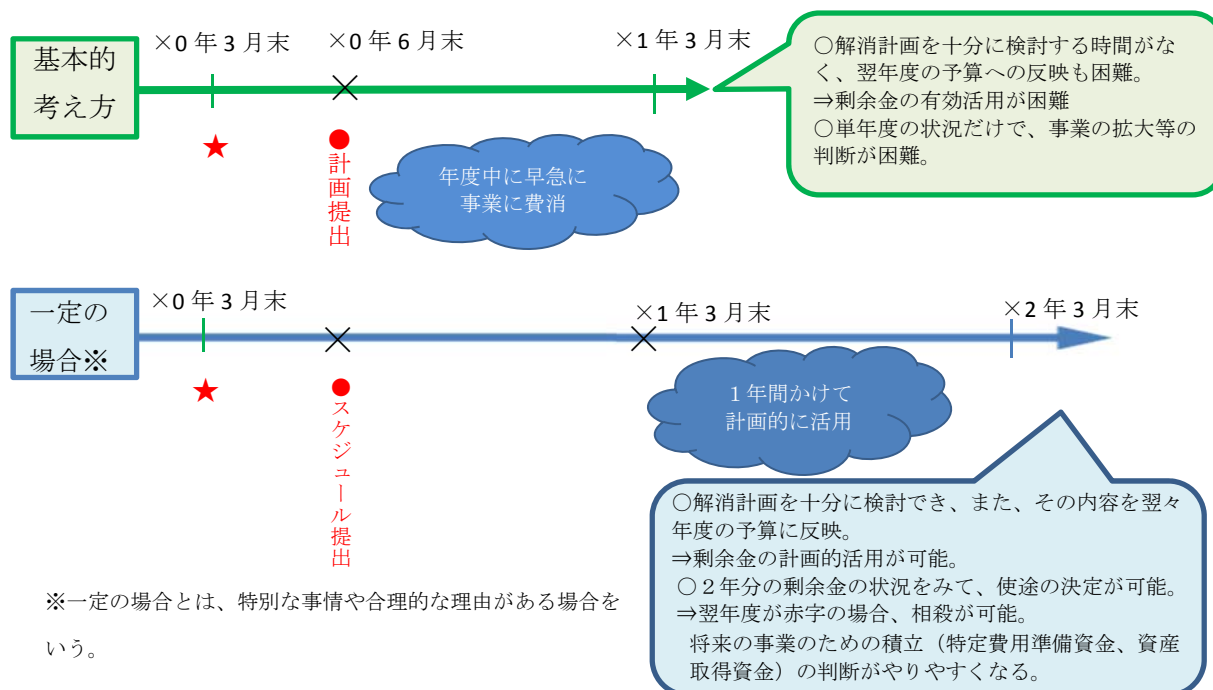 基本的
考え方
×0 年 3 月末
×0 年 6 月末
×1 年 3 月末
○解消計画を十分に検討する時間がな
く、翌年度の予算への反映も困難。
⇒剰余金の有効活用が困難
○単年度の状況だけで、事業の拡大等の
判断が困難。
★
●計画提出
年度中に早急に
事業に費消
一定の
場合※
×0 年 3 月末
×1 年 3 月末
×2 年 3 月末
★
●スケジュール提出
１年間かけて
計画的に活用
○解消計画を十分に検討でき、また、その内容を翌々
年度の予算に反映。
⇒剰余金の計画的活用が可能。
○２年分の剰余金の状況をみて、使途の決定が可能。
⇒翌年度が赤字の場合、相殺が可能。
将来の事業のための積立（特定費用準備資金、資産
取得資金）の判断がやりやすくなる。
※一定の場合とは、特別な事情や合理的な理由がある場合を
いう。